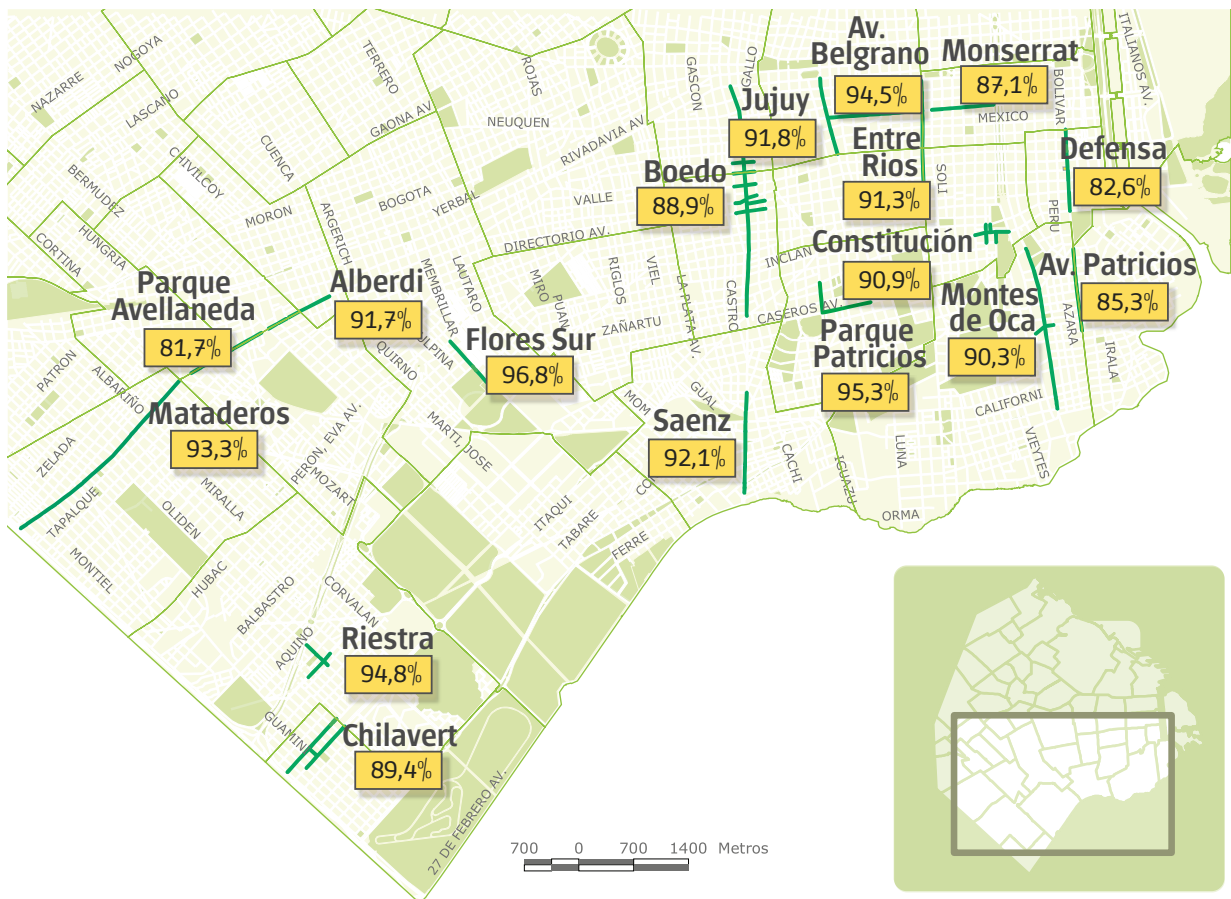 NOGOYA
NAZARRE
LASCANO
TERRERO
ROJAS
GASCON
GALLO
Av.
Belgrano
94,5%
Monserrat
87,1%
BOLIVAR
ITALIANOS AV.
MEXICO
GAONA AV
NEUQUEN
RIVADAVIA AV.
Jujuy
91,8%
Entre
Rios
91,3%
SOLI
Defensa
82,6%
PERU
CUENCA
CHIVILCOY
BERMUDEZ
MORON
ARGERICH
BOGOTA
YERBAL
VALLE
Boedo
88,9%
DIRECTORIO AV.
INCLAN
Constitución
90,9%
HUNGRIA
CORTINA
Parque
Avellaneda
81,7%
Alberdi
91,7%
MEMBRILLAR
LAUTARO
MIRO
PUAN
RIGLOS
VIEL
LA PLATA AV.
CASTRO
ZAÑARTU
CASEROS AV.
Av. Patricios
85,3%
Montes
de Oca
90,3%
AZARA
IRALA
PATRON
ALBARIÑO
QUIRNO
Flores Sur
96,8%
Parque
Patricios
95,3%
CALIFORNI
Mataderos
93,3%
ZELADA
TAPALQUE
PERON, EVA AV.
MARTI, JOSE
MOM
GUAL
Saenz
92,1%
CACHI
IGUAZU
LUNA
VIEYTES
ORMA
MIRALLA
MOZART
OLIDEN
MONTIEL
HUBAC
ITAQUI
TABARE
FERRE
BALBASTRO
CORVALAN
AQUINO
Riestra
94,8%
GUAMINI
Chilavert
89,4%
27 DE FEBRERO AV.
700 0 700 1400 Metros